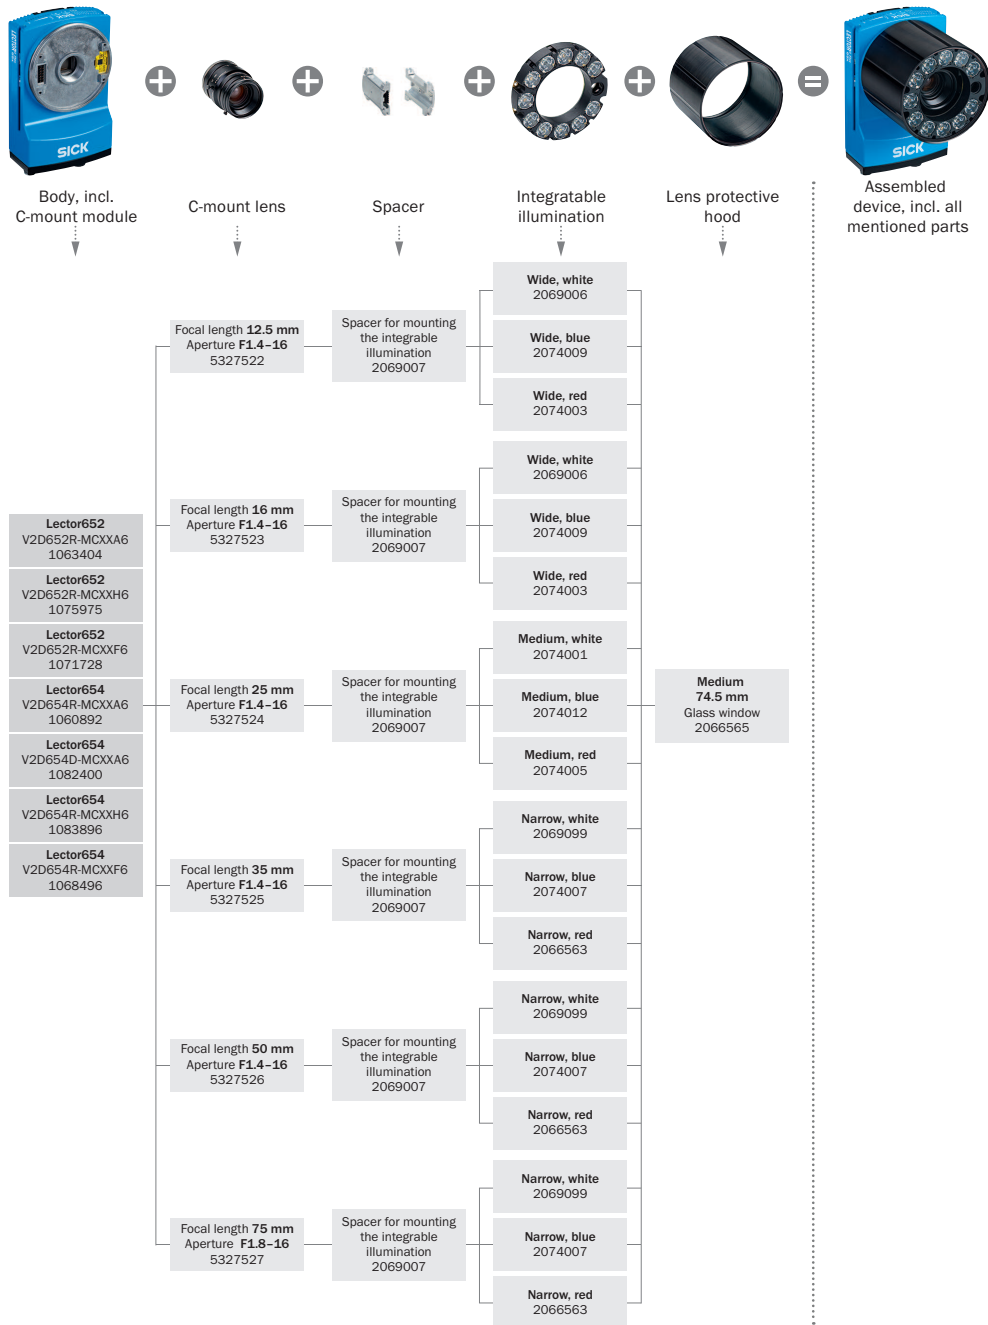 SICK
SICK
Body, incl.
C-mount module
C-mount lens
Spacer
Integratable
illumination
Lens protective
hood
Assembled
device, incl. all
mentioned parts
Lector652
V2D652R-MCXXA6
1063404
Lector652
V2D652R-MCXXH6
1075975
Lector652
V2D652R-MCXXF6
1071728
Lector654
V2D654R-MCXXA6
1060892
Lector654
V2D654D-MCXXA6
1082400
Lector654
V2D654R-MCXXH6
1083896
Lector654
V2D654R-MCXXF6
1068496
Focal length 12.5 mm
Aperture F1.4–16
5327522
Spacer for mounting
the integrable
illumination
2069007
Wide, white
2069006
Wide, blue
2074009
Wide, red
2074003
Focal length 16 mm
Aperture F1.4–16
5327523
Spacer for mounting
the integrable
illumination
2069007
Wide, white
2069006
Wide, blue
2074009
Wide, red
2074003
Focal length 25 mm
Aperture F1.4–16
5327524
Spacer for mounting
the integrable
illumination
2069007
Medium, white
2074001
Medium, blue
2074012
Medium, red
2074005
Focal length 35 mm
Aperture F1.4–16
5327525
Spacer for mounting
the integrable
illumination
2069007
Narrow, white
2069099
Narrow, blue
2074007
Narrow, red
2066563
Focal length 50 mm
Aperture F1.4–16
5327526
Spacer for mounting
the integrable
illumination
2069007
Narrow, white
2069099
Narrow, blue
2074007
Narrow, red
2066563
Focal length 75 mm
Aperture F1.8–16
5327527
Spacer for mounting
the integrable
illumination
2069007
Narrow, white
2069099
Narrow, blue
2074007
Narrow, red
2066563
Medium
74.5 mm
Glass window
2066565